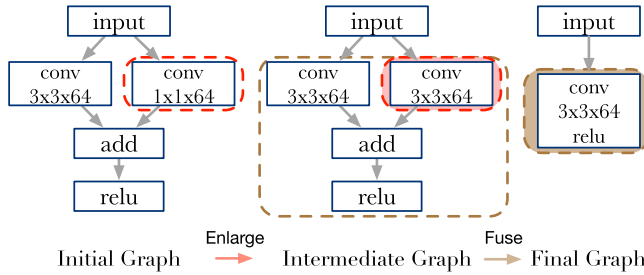 input
conv
3x3x64
conv
1x1x64
add
relu
input
conv
3x3x64
conv
3x3x64
add
relu
input
conv
3x3x64
relu
Initial Graph
Enlarge
Intermediate Graph
Fuse
Final Graph